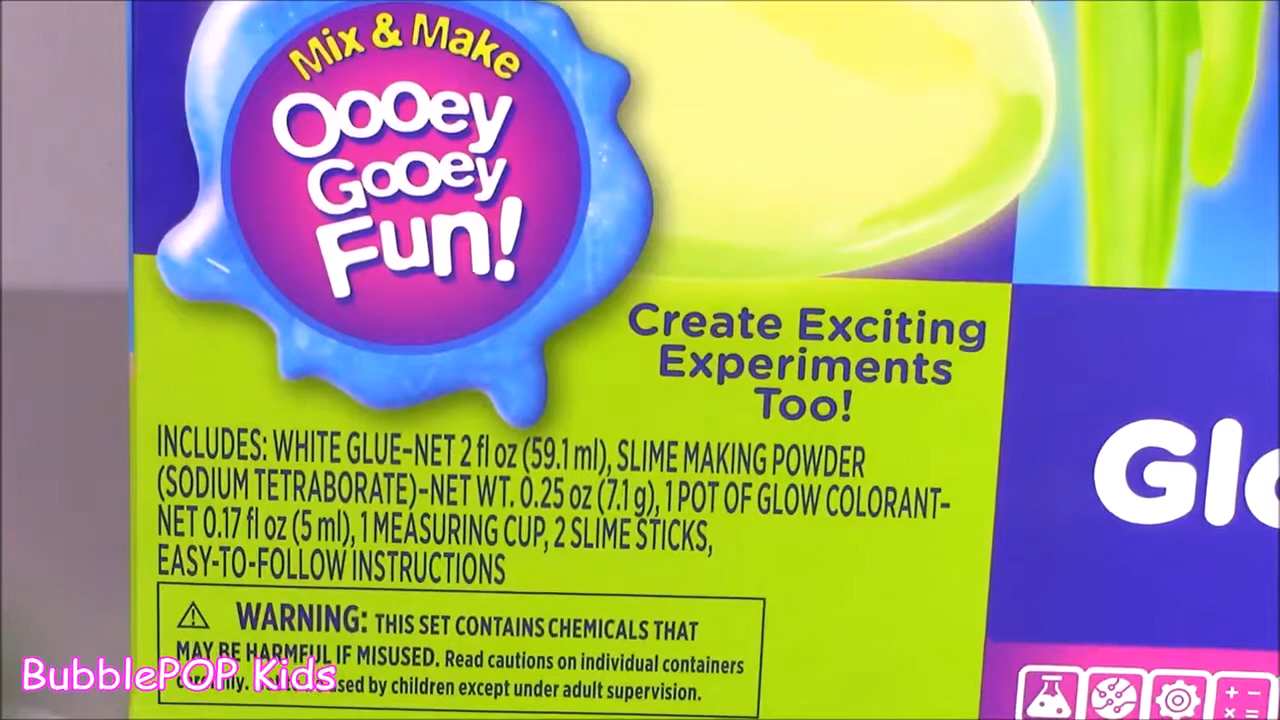 Mix & Make
Oooey
Gooey
Fun!
Create Exciting
Experiments
Too!
INCLUDES: WHITE GLUE-NET 2 fl oz (59.1 ml), SLIME MAKING POWDER
(SODIUM TETRABORATE)-NET WT. 0.25 oz (7.1 g), 1 POT OF GLOW COLORANT-
NET 0.17 fl oz (5 ml), 1 MEASURING CUP, 2 SLIME STICKS,
EASY-TO-FOLLOW INSTRUCTIONS
WARNING: THIS SET CONTAINS CHEMICALS THAT
MAY BE HARMFUL IF MISUSED. Read cautions on individual containers
by children except under adult supervision.
BubblePOP Kids